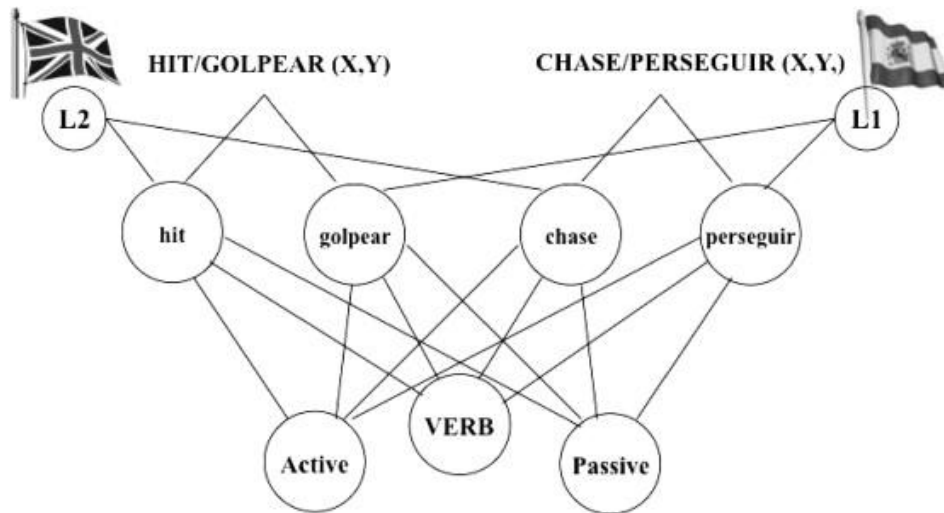 HIT/GOLPEAR (X,Y)
CHASE/PERSEGUIR (X,Y,)
L2
L1
hit
golpear
chase
perseguir
VERB
Active
Passive